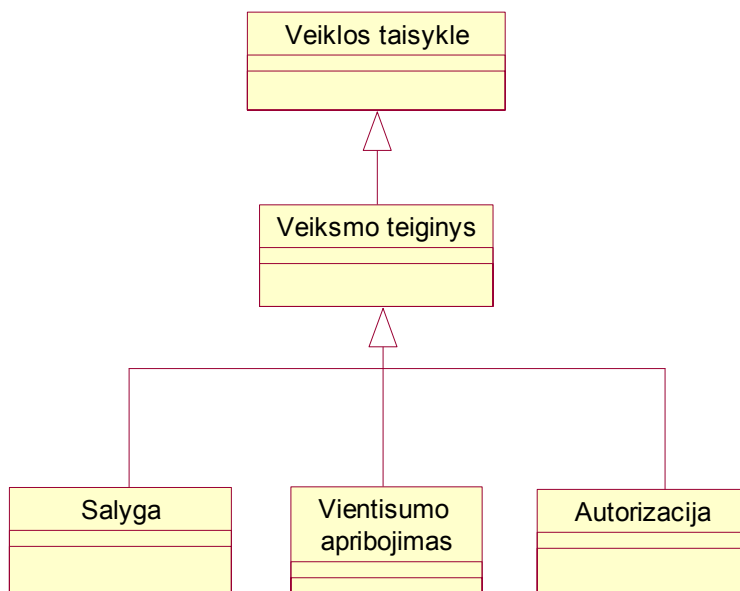 Veiklos taisykle
Veiksmo teiginys
Salyga
Vientisumo
apribojimas
Autorizacija